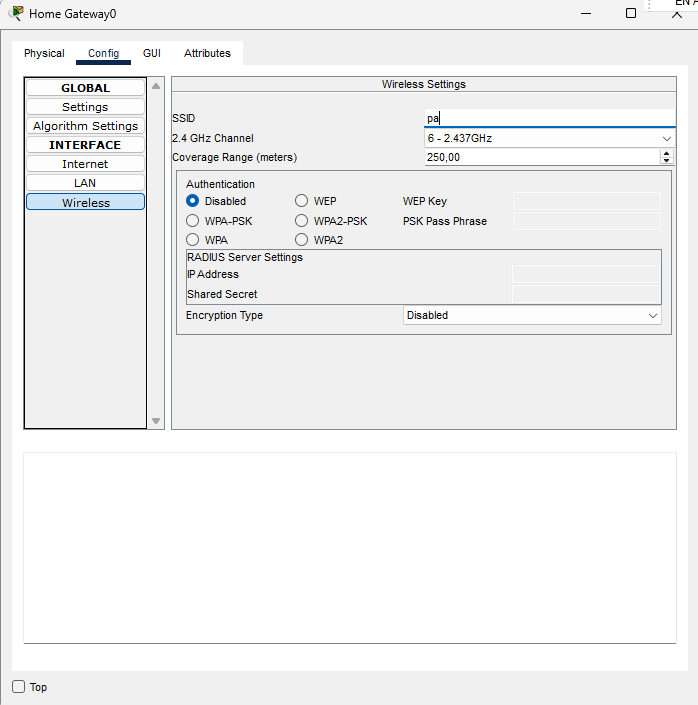 Home Gateway0
EN A
Physical Config GUI Attributes
GLOBAL
Settings
Algorithm Settings
INTERFACE
Internet
LAN
Wireless
Wireless Settings
SSID pa
2.4 GHz Channel 6 - 2.437GHz
Coverage Range (meters) 250,00
Authentication
Disabled WEP WEP Key
WPA-PSK WPA2-PSK PSK Pass Phrase
WPA WPA2
RADIUS Server Settings
IP Address
Shared Secret
Encryption Type Disabled
Top